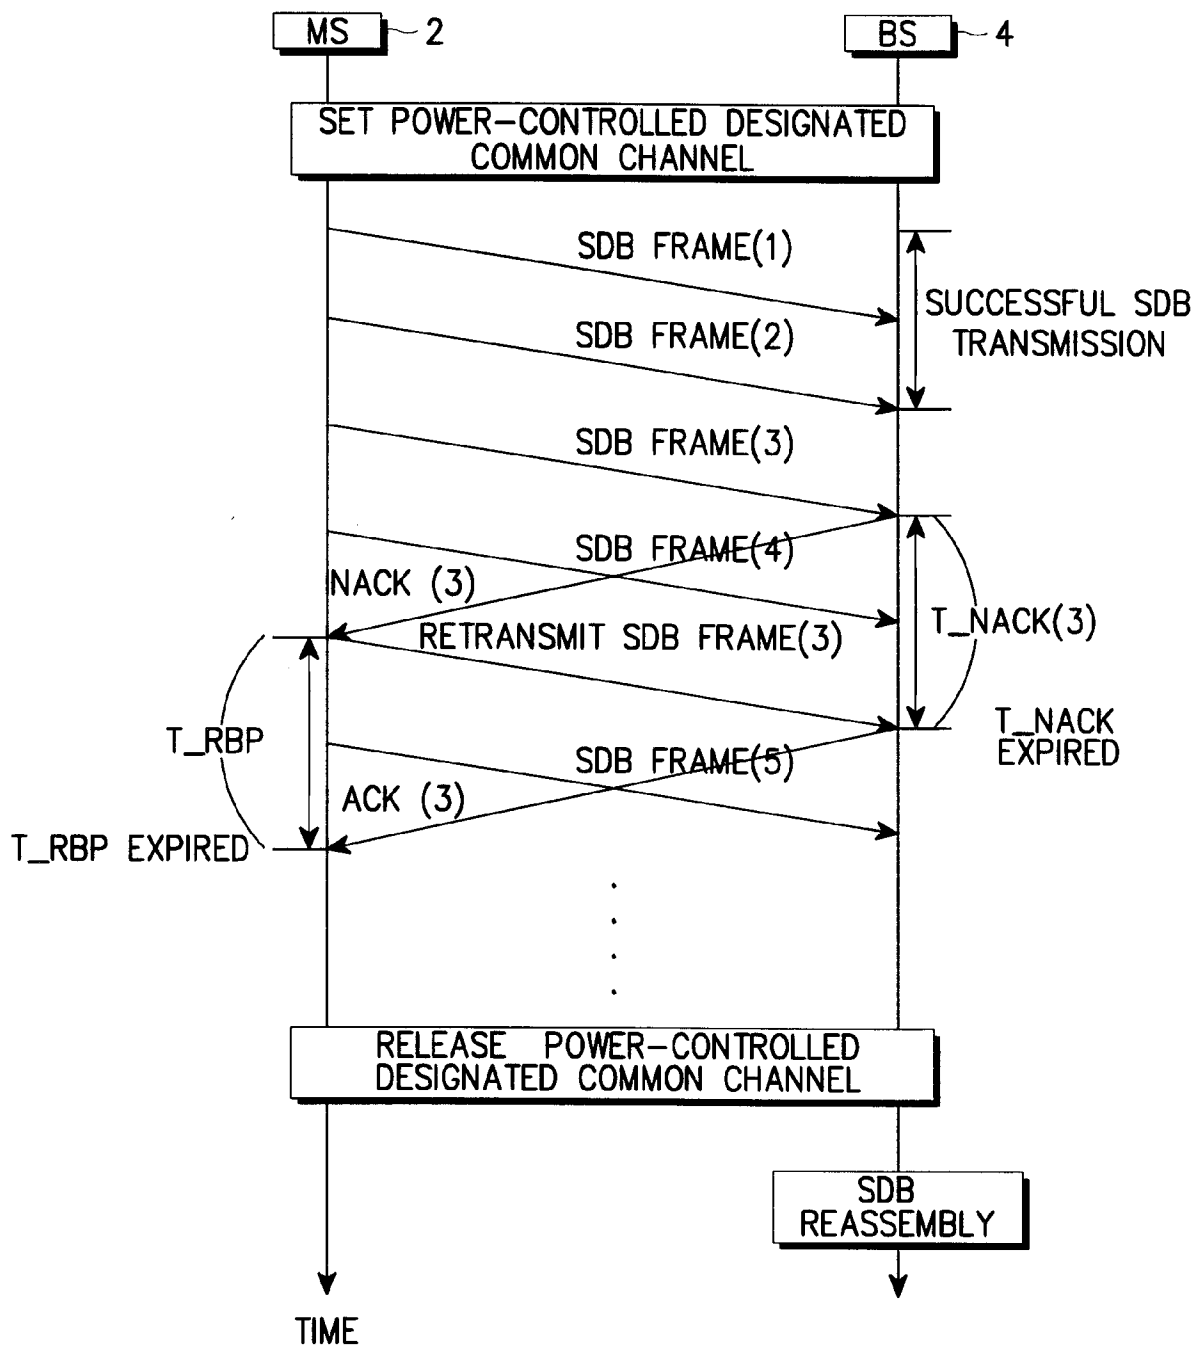 MS 2
BS 4
SET POWER-CONTROLLED DESIGNATED
COMMON CHANNEL
SDB FRAME(1)
SUCCESSFUL SDB
TRANSMISSION
SDB FRAME(2)
SDB FRAME(3)
SDB FRAME(4)
NACK (3)
T_NACK(3)
RETRANSMIT SDB FRAME(3)
T_NACK
EXPIRED
T_RBP
SDB FRAME(5)
ACK (3)
T_RBP EXPIRED
RELEASE POWER-CONTROLLED
DESIGNATED COMMON CHANNEL
SDB
REASSEMBLY
TIME